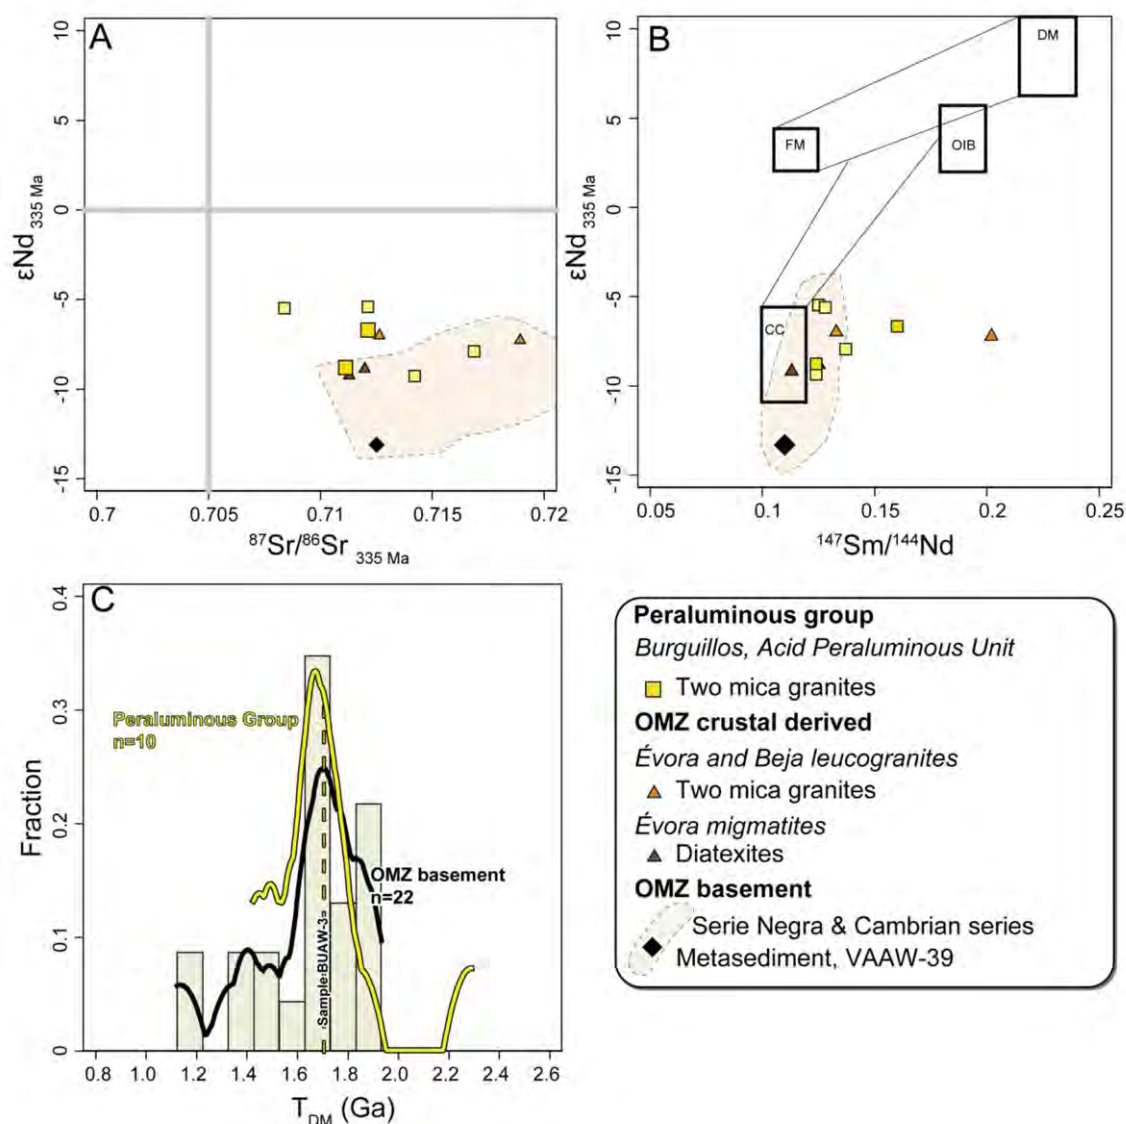 A
10
5
0
-5
-10
-15
εNd 335 Ma
0.7
0.705
0.71
0.715
0.72
87Sr/86Sr 335 Ma
B
10
5
0
-5
-10
-15
εNd 335 Ma
DM
FM
OIB
CC
0.05
0.1
0.15
0.2
0.25
147Sm/144Nd
C
0.4
0.3
0.2
0.1
0
Fraction
Peraluminous Group
n=10
OMZ basement
n=22
Sample BUAW-3
0.8
1.0
1.2
1.4
1.6
1.8
2.0
2.2
2.4
2.6
TDM (Ga)
Peraluminous group
Burguillos, Acid Peraluminous Unit
Two mica granites
OMZ crustal derived
Évora and Beja leucogranites
Two mica granites
Évora migmatites
Diatexites
OMZ basement
Serie Negra & Cambrian series
Metasediment, VAAW-39